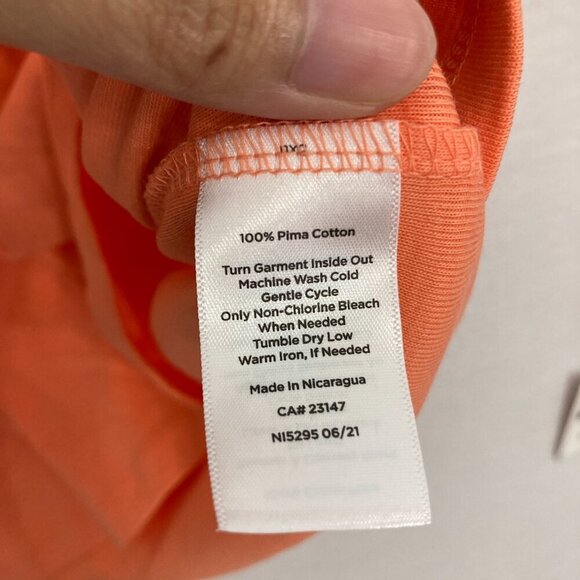 100% Pima Cotton
Turn Garment Inside Out
Machine Wash Cold
Gentle Cycle
Only Non-Chlorine Bleach
When Needed
Tumble Dry Low
Warm Iron, If Needed
Made In Nicaragua
CA# 23147
NI5295 06/21